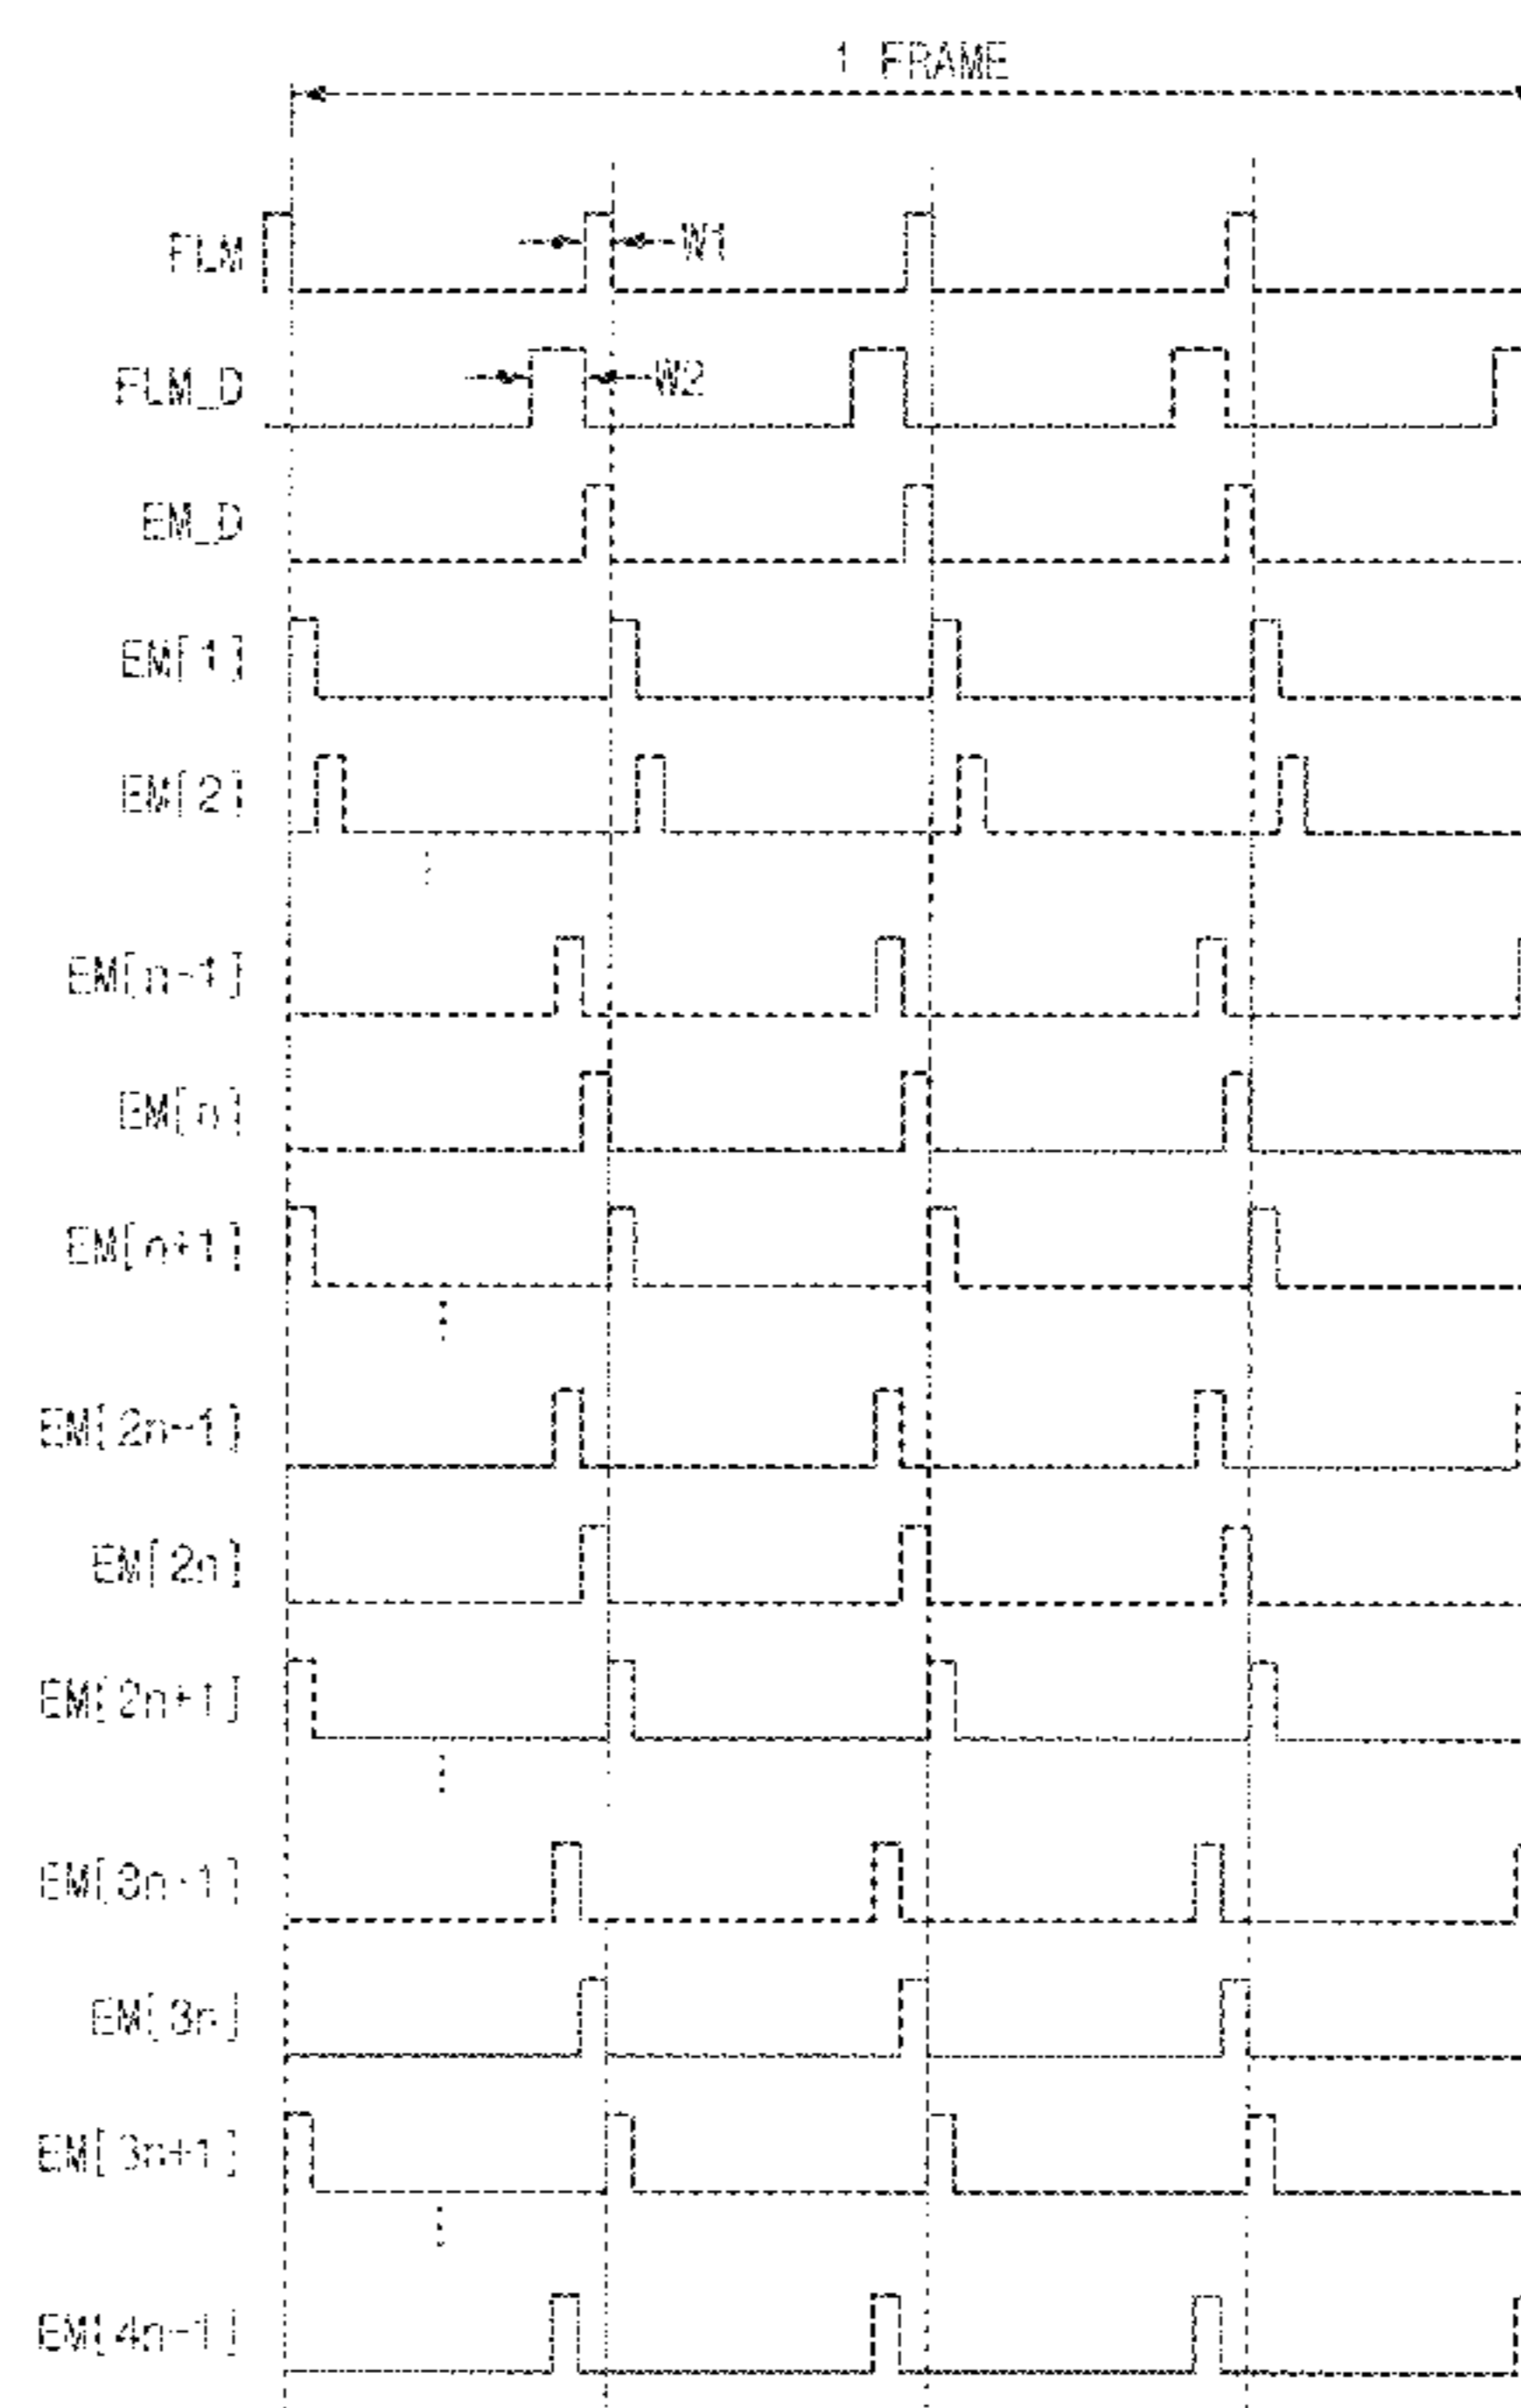 1 FRAME
FLM
W1
FLM_D
W2
EM_D
EM[1]
EM[2]
EM[n-1]
EM[n]
EM[n+1]
EM[2n-1]
EM[2n]
EM[2n+1]
EM[3n-1]
EM[3n]
EM[3n+1]
EM[4n-1]